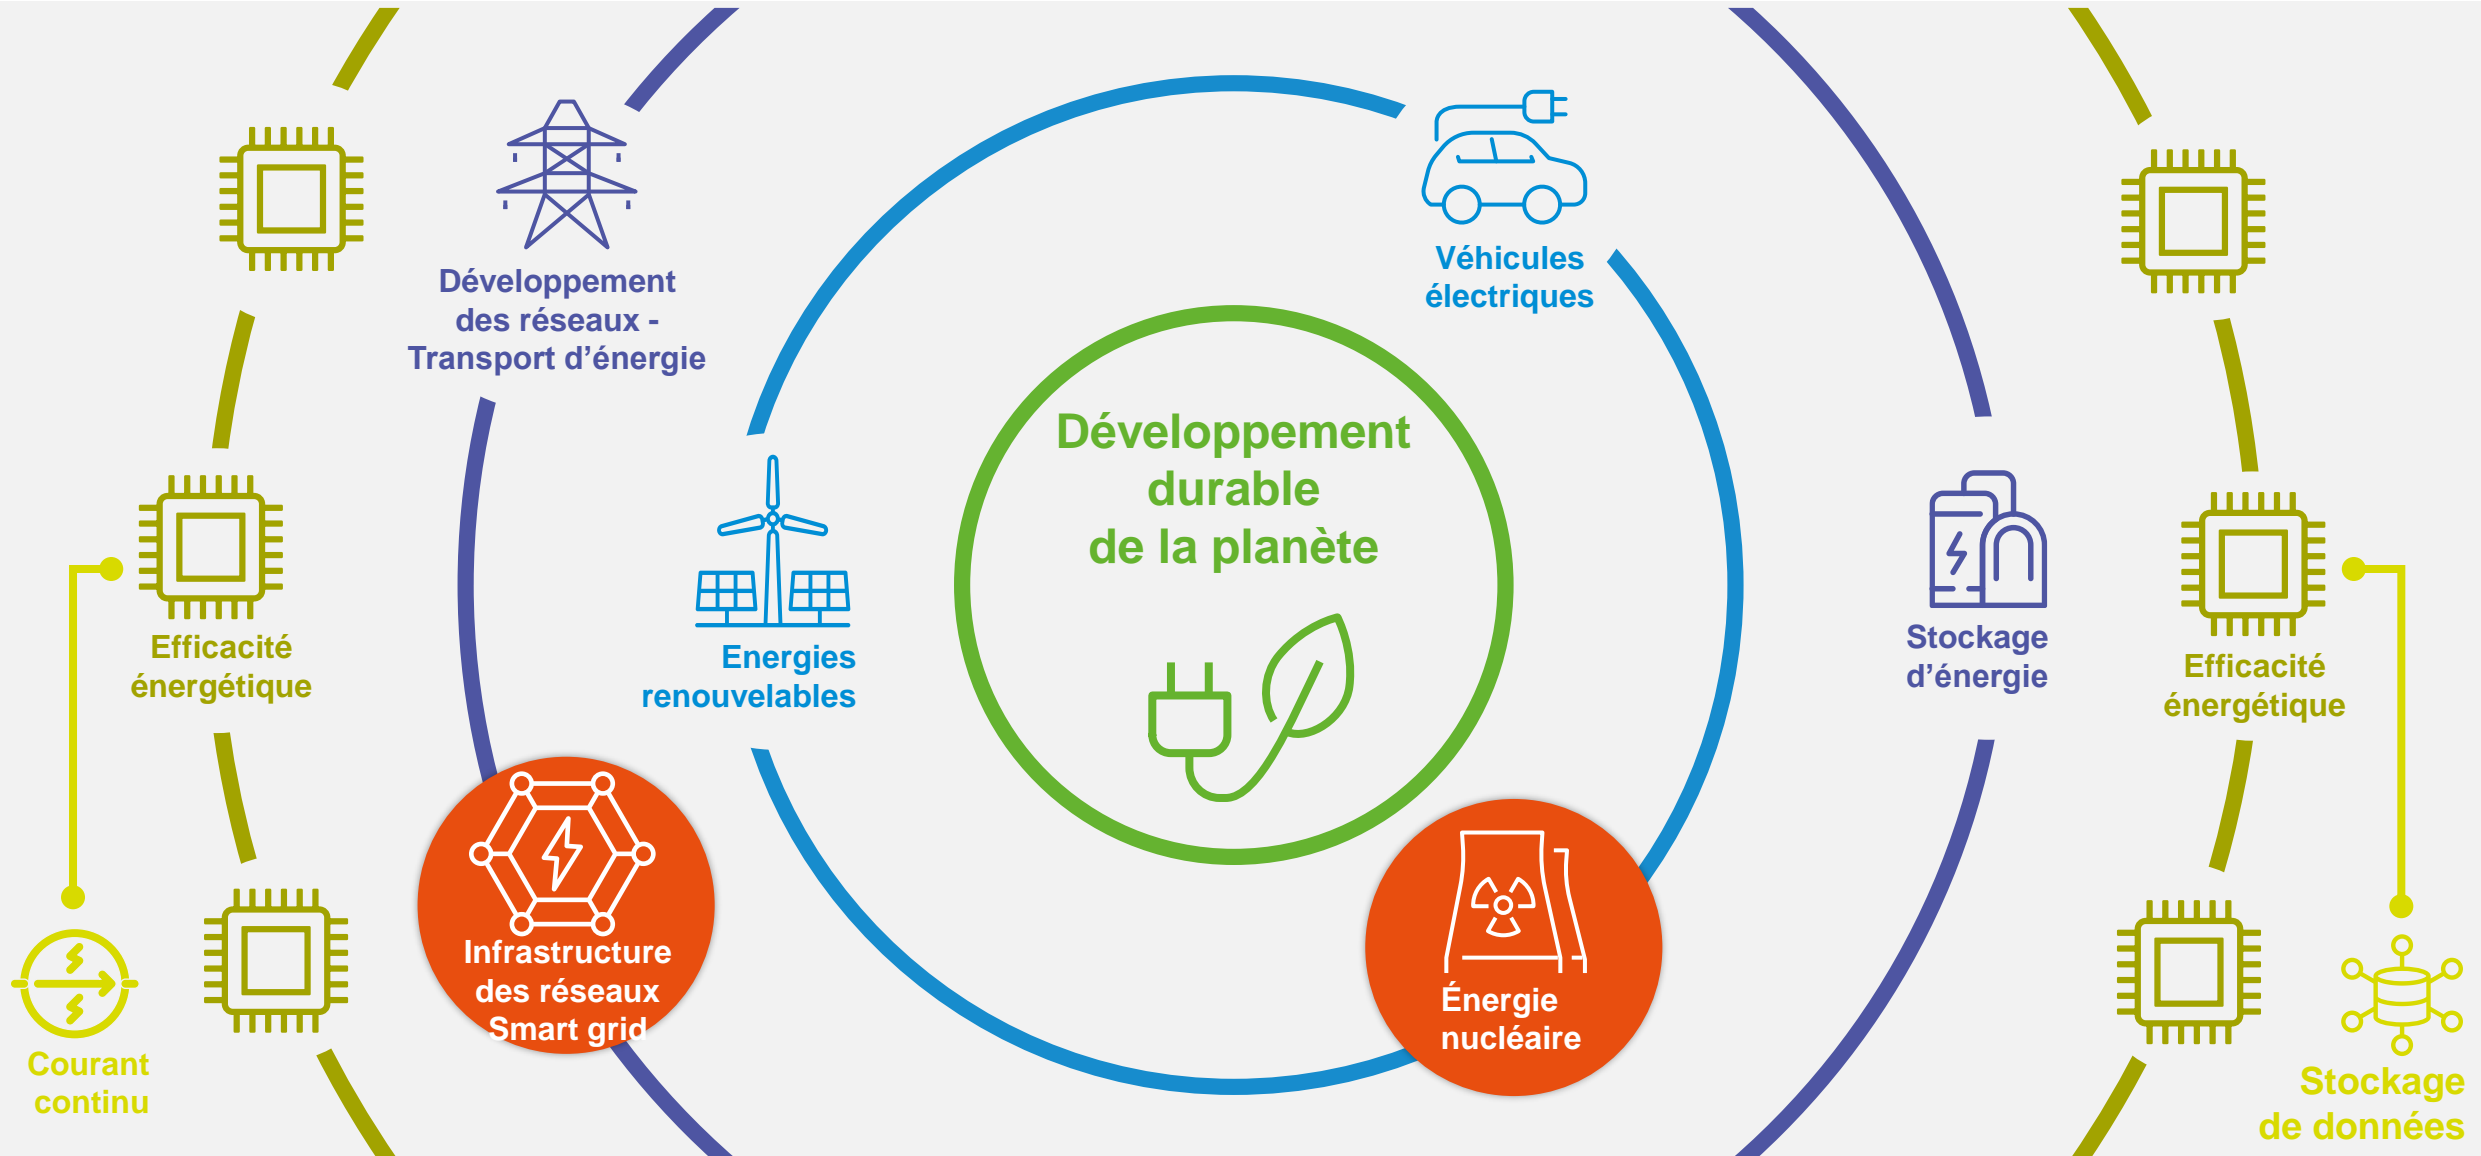 Développement
des réseaux -
Transport d’énergie
Véhicules
électriques
Développement
durable
de la planète
Efficacité
énergétique
Energies
renouvelables
Stockage
d’énergie
Efficacité
énergétique
Infrastructure
des réseaux
Smart grid
Énergie
nucléaire
Courant
continu
Stockage
de données